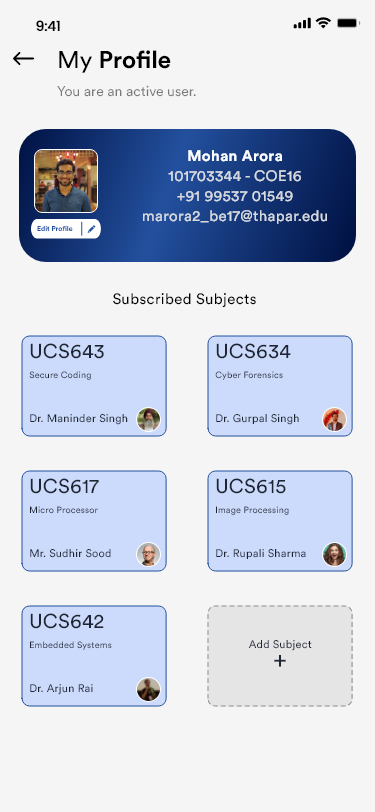 9:41
My Profile
You are an active user.
Mohan Arora
101703344 - COE16
+91 99537 01549
marora2_be17@thapar.edu
Edit Profile
Subscribed Subjects
UCS643
Secure Coding
Dr. Maninder Singh
UCS634
Cyber Forensics
Dr. Gurpal Singh
UCS617
Micro Processor
Mr. Sudhir Sood
UCS615
Image Processing
Dr. Rupali Sharma
UCS642
Embedded Systems
Dr. Arjun Rai
Add Subject
+